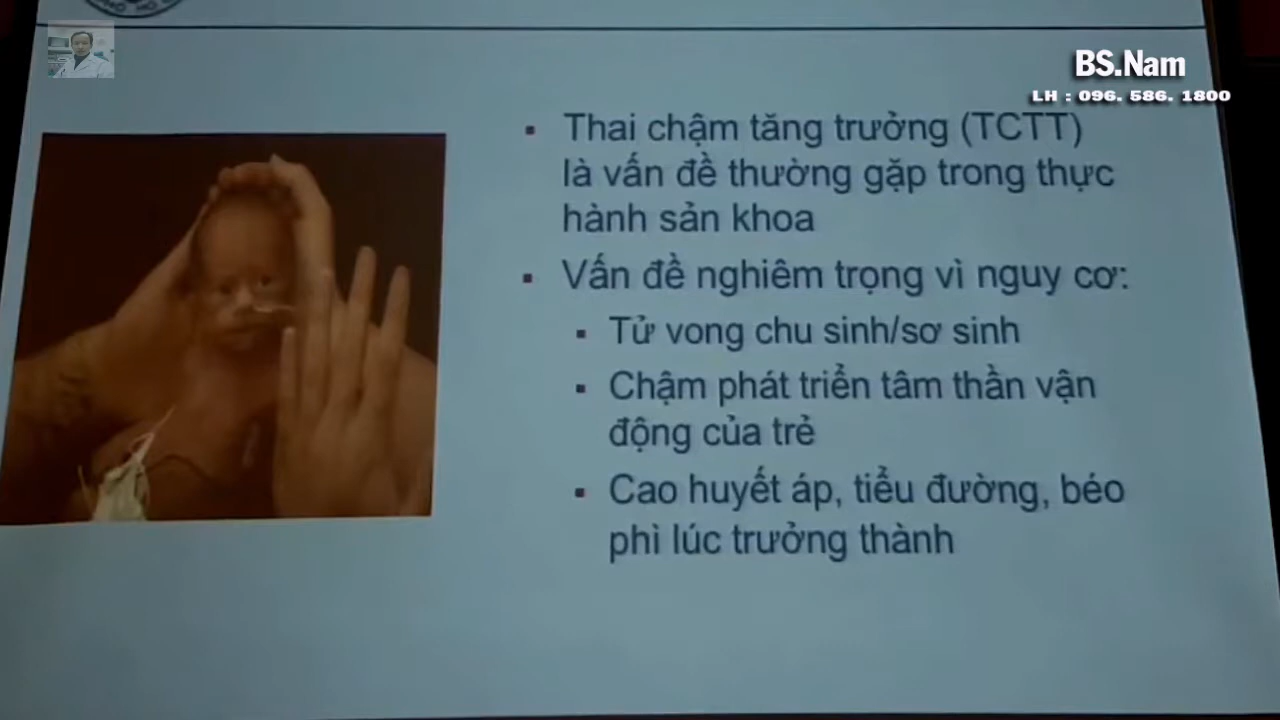 BS.Nam
LH : 096. 586. 1800
Thai chậm tăng trưởng (TCTT)
là vấn đề thường gặp trong thực
hành sản khoa
Vấn đề nghiêm trọng vì nguy cơ:
Tử vong chu sinh/sơ sinh
Chậm phát triển tâm thần vận
động của trẻ
Cao huyết áp, tiểu đường, béo
phì lúc trưởng thành